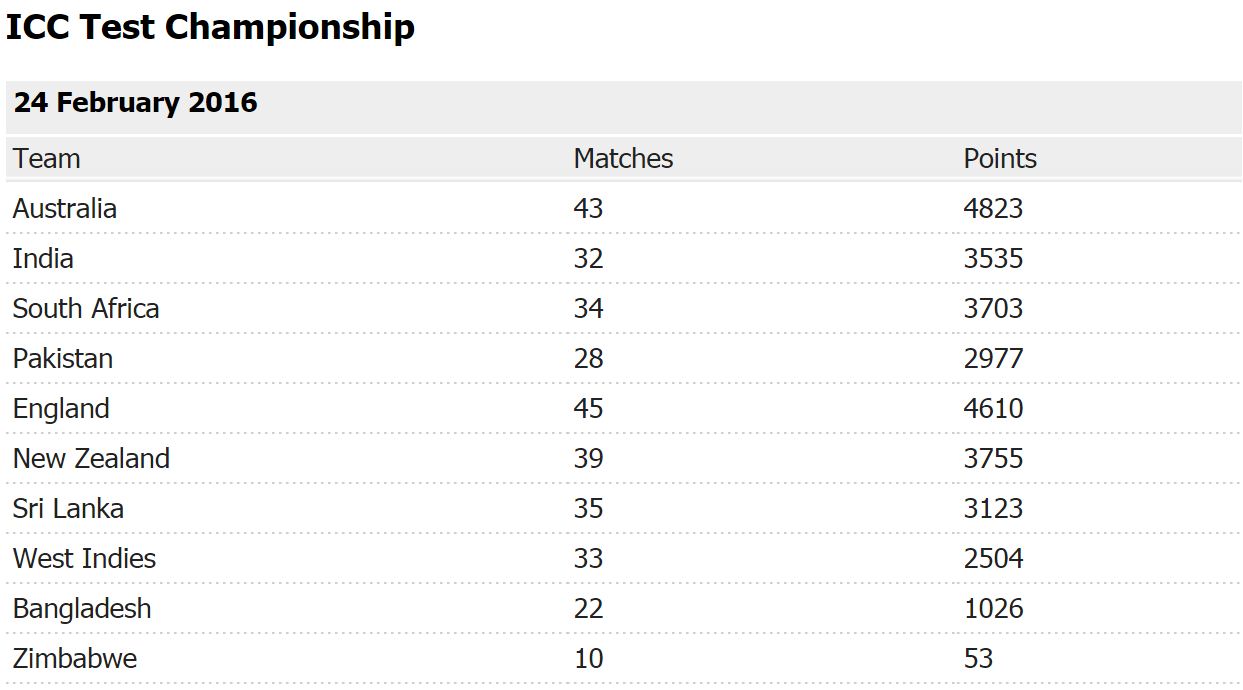 ICC Test Championship
24 February 2016
Team Matches Points
Australia 43 4823
India 32 3535
South Africa 34 3703
Pakistan 28 2977
England 45 4610
New Zealand 39 3755
Sri Lanka 35 3123
West Indies 33 2504
Bangladesh 22 1026
Zimbabwe 10 53